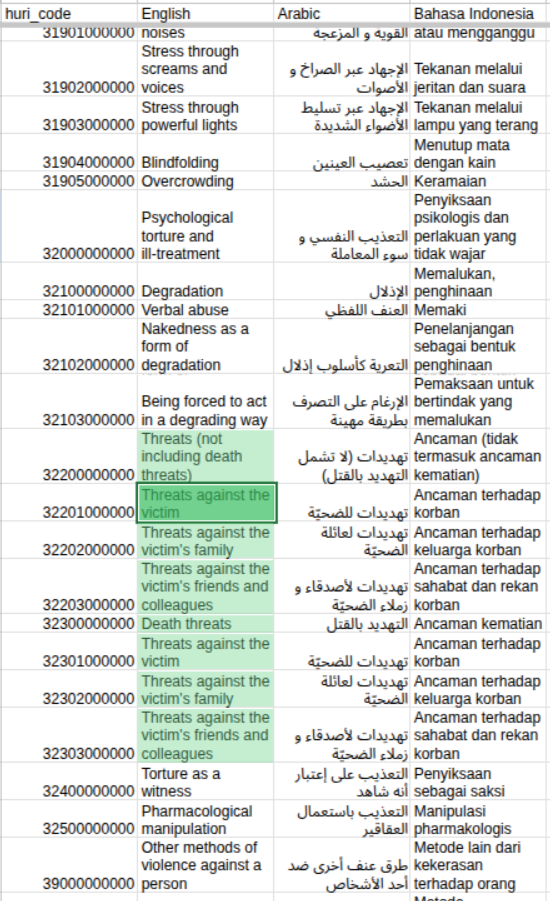 huri_code English Arabic Bahasa Indonesia
31901000000 noises القوية و المزعجة atau mengganggu
Stress through
screams and الإجهاد عبر الصراخ و Tekanan melalui
31902000000 voices الأصوات jeritan dan suara
Stress through الإجهاد عبر تسليط Tekanan melalui
31903000000 powerful lights الأضواء الشديدة lampu yang terang
Menutup mata
31904000000 Blindfolding تعصيب العينين dengan kain
31905000000 Overcrowding الحشد Keramaian
Penyiksaan
Psychological psikologis dan
torture and التعذيب النفسي و perlakuan yang
32000000000 ill-treatment سوء المعاملة tidak wajar
Memalukan,
32100000000 Degradation الإذلال penghinaan
32101000000 Verbal abuse العنف اللفظي Memaki
Nakedness as a Penelanjangan
form of sebagai bentuk
32102000000 degradation التعرية كأسلوب إذلال penghinaan
Pemaksaan untuk
Being forced to act الإرغام على التصرف bertindak yang
32103000000 in a degrading way بطريقة مهينة memalukan
Threats (not Ancaman (tidak
including death تهديدات (لا تشمل termasuk ancaman
32200000000 threats) التهديد بالقتل) kematian)
Threats against the Ancaman terhadap
32201000000 victim تهديدات للضحيّة korban
Threats against the تهديدات لعائلة Ancaman terhadap
32202000000 victim's family الضحيّة keluarga korban
Threats against the Ancaman terhadap
victim's friends and تهديدات لأصدقاء و sahabat dan rekan
32203000000 colleagues زملاء الضحيّة korban
32300000000 Death threats التهديد بالقتل Ancaman kematian
Threats against the Ancaman terhadap
32301000000 victim تهديدات للضحيّة korban
Threats against the تهديدات لعائلة Ancaman terhadap
32302000000 victim's family الضحيّة keluarga korban
Threats against the Ancaman terhadap
victim's friends and تهديدات لأصدقاء و sahabat dan rekan
32303000000 colleagues زملاء الضحيّة korban
Torture as a التعذيب على إعتبار Penyiksaan
32400000000 witness أنه شاهد sebagai saksi
Pharmacological التعذيب باستعمال Manipulasi
32500000000 manipulation العقاقير pharmakologis
Other methods of Metode lain dari
violence against a طرق عنف أخرى ضد kekerasan
39000000000 person أحد الأشخاص terhadap orang